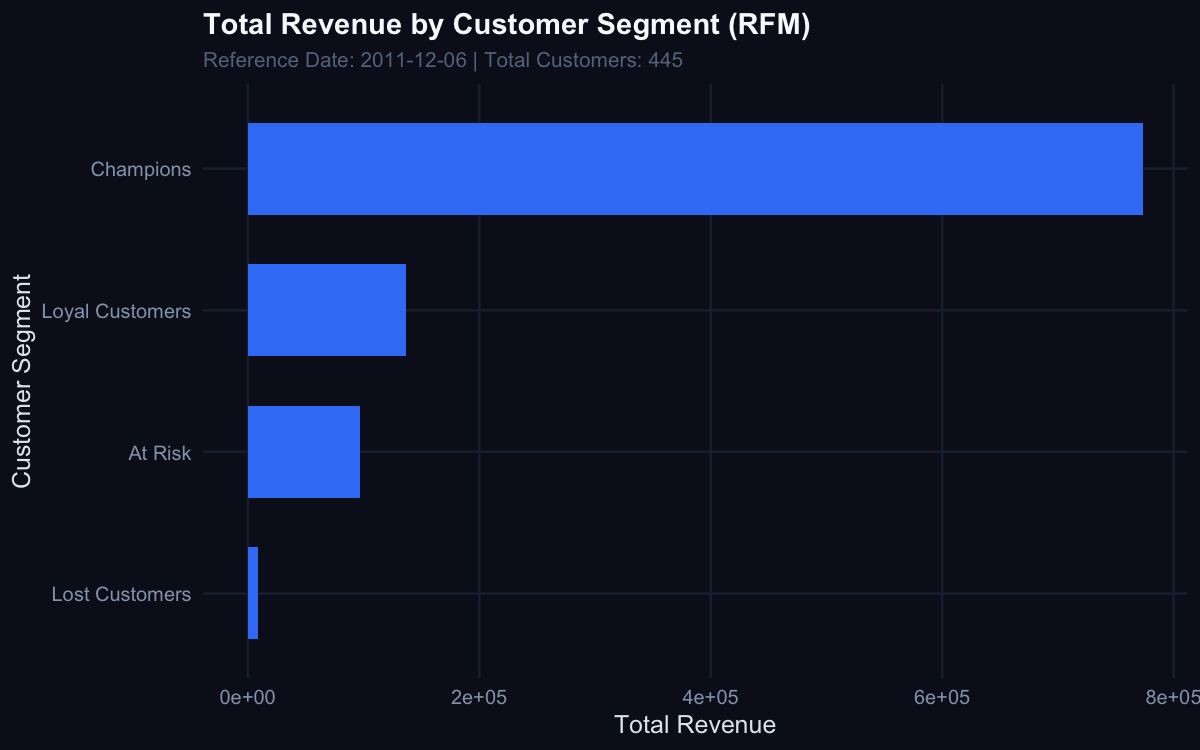 Total Revenue by Customer Segment (RFM)
Reference Date: 2011-12-06 | Total Customers: 445
Customer Segment
Champions
Loyal Customers
At Risk
Lost Customers
0e+00
2e+05
4e+05
6e+05
8e+05
Total Revenue